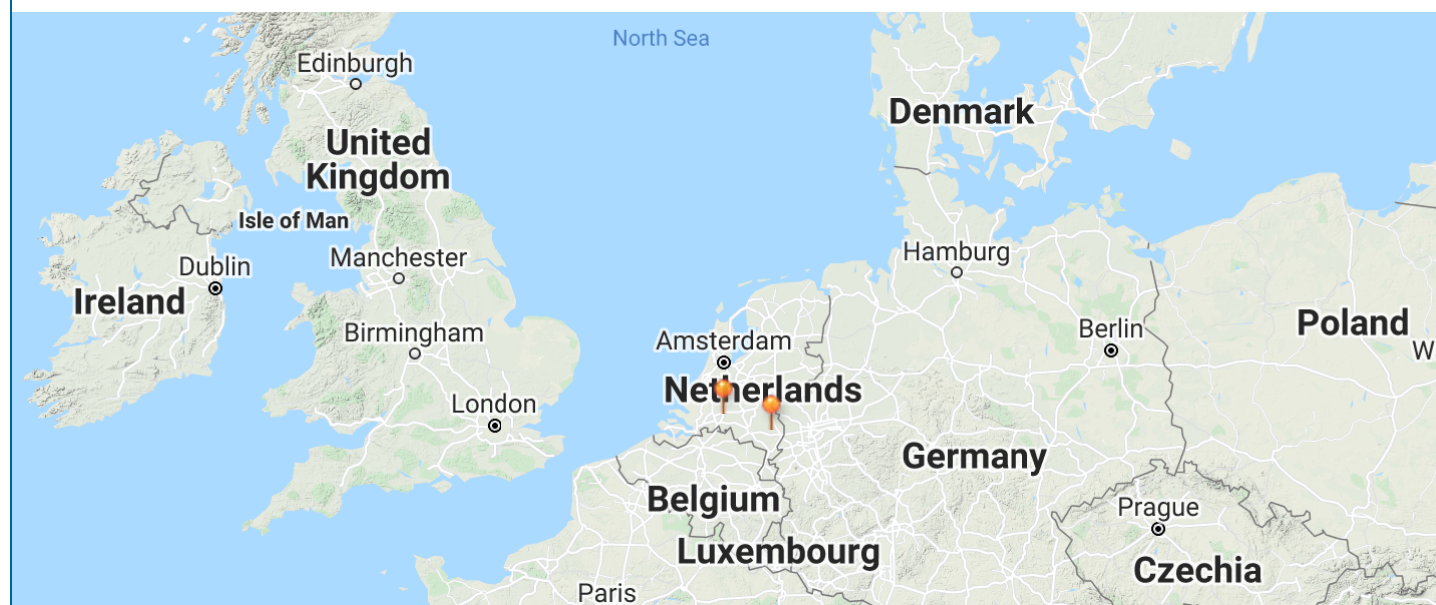 North Sea
Edinburgh
Denmark
United
Kingdom
Isle of Man
Hamburg
Manchester
Dublin
Ireland
Poland
Berlin
Birmingham
Amsterdam
W
Netherlands
London
Germany
Belgium
Prague
Luxembourg
Czechia
Paris